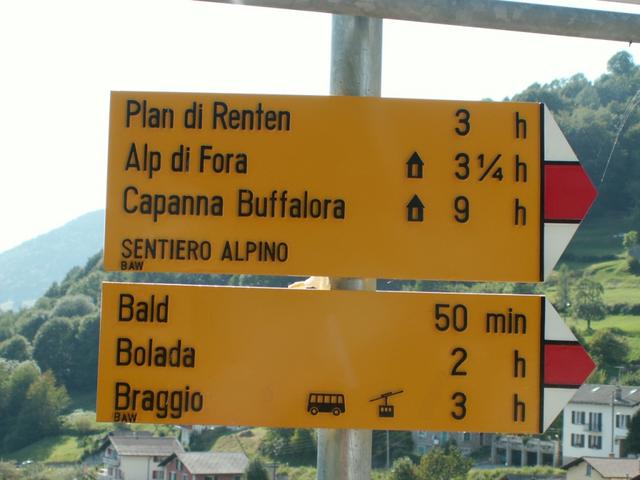 Plan di Renten 3 h
Alp di Fora 3 ¼ h
Capanna Buffalora 9 h
SENTIERO ALPINO
BAW
Bald 50 min
Bolada 2 h
Braggio 3 h
BAW